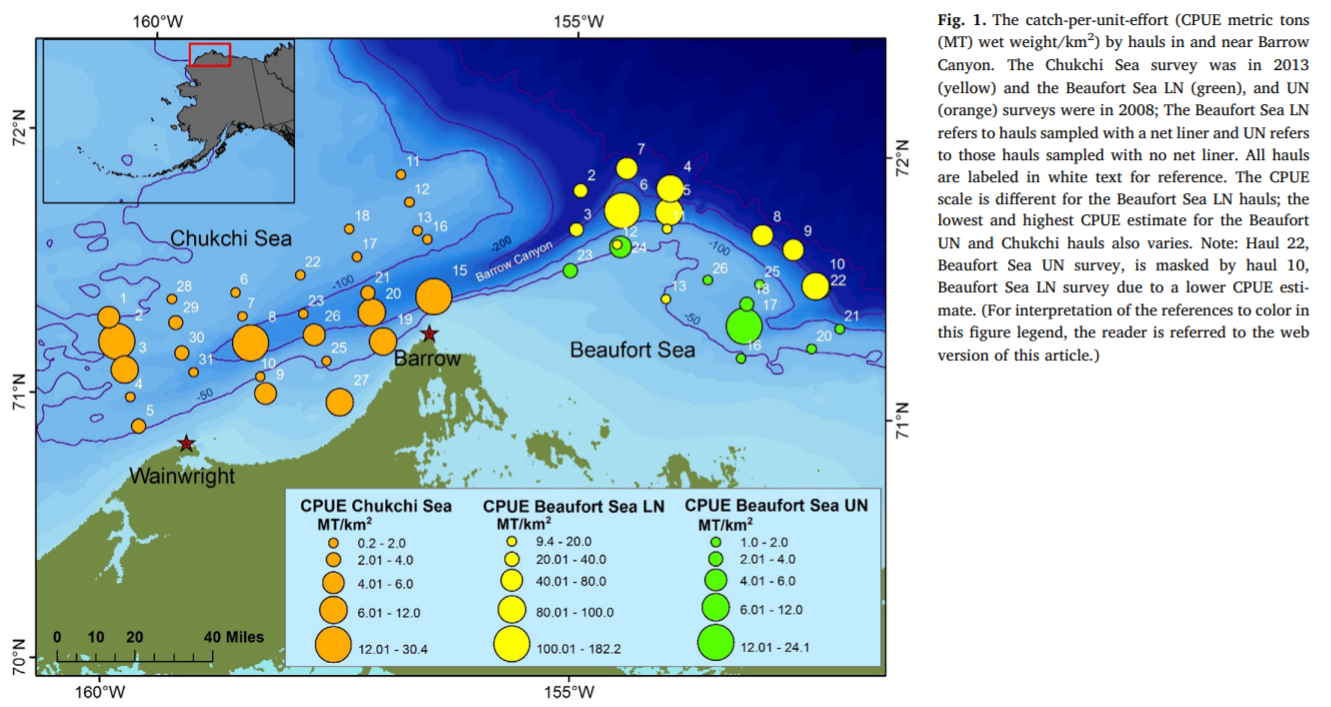 160°W
155°W
72°N
72°N
71°N
71°N
70°N
160°W
155°W
Chukchi Sea
Beaufort Sea
Barrow Canyon
Barrow
Wainwright
-200
-100
-50
-100
-50
11
12
13
16
18
17
22
6
7
8
28
29
30
31
1
2
3
4
5
10
9
23
26
25
27
21
20
19
15
7
2
6
4
5
3
11
12
24
23
8
9
10
22
26
25
18
17
13
16
21
20
0 10 20 40 Miles
CPUE Chukchi Sea
MT/km²
0.2 - 2.0
2.01 - 4.0
4.01 - 6.0
6.01 - 12.0
12.01 - 30.4
CPUE Beaufort Sea LN
MT/km²
9.4 - 20.0
20.01 - 40.0
40.01 - 80.0
80.01 - 100.0
100.01 - 182.2
CPUE Beaufort Sea UN
MT/km²
1.0 - 2.0
2.01 - 4.0
4.01 - 6.0
6.01 - 12.0
12.01 - 24.1
Fig. 1. The catch-per-unit-effort (CPUE metric tons
(MT) wet weight/km²) by hauls in and near Barrow
Canyon. The Chukchi Sea survey was in 2013
(yellow) and the Beaufort Sea LN (green), and UN
(orange) surveys were in 2008; The Beaufort Sea LN
refers to hauls sampled with a net liner and UN refers
to those hauls sampled with no net liner. All hauls
are labeled in white text for reference. The CPUE
scale is different for the Beaufort Sea LN hauls; the
lowest and highest CPUE estimate for the Beaufort
UN and Chukchi hauls also varies. Note: Haul 22,
Beaufort Sea UN survey, is masked by haul 10,
Beaufort Sea LN survey due to a lower CPUE esti-
mate. (For interpretation of the references to color in
this figure legend, the reader is referred to the web
version of this article.)